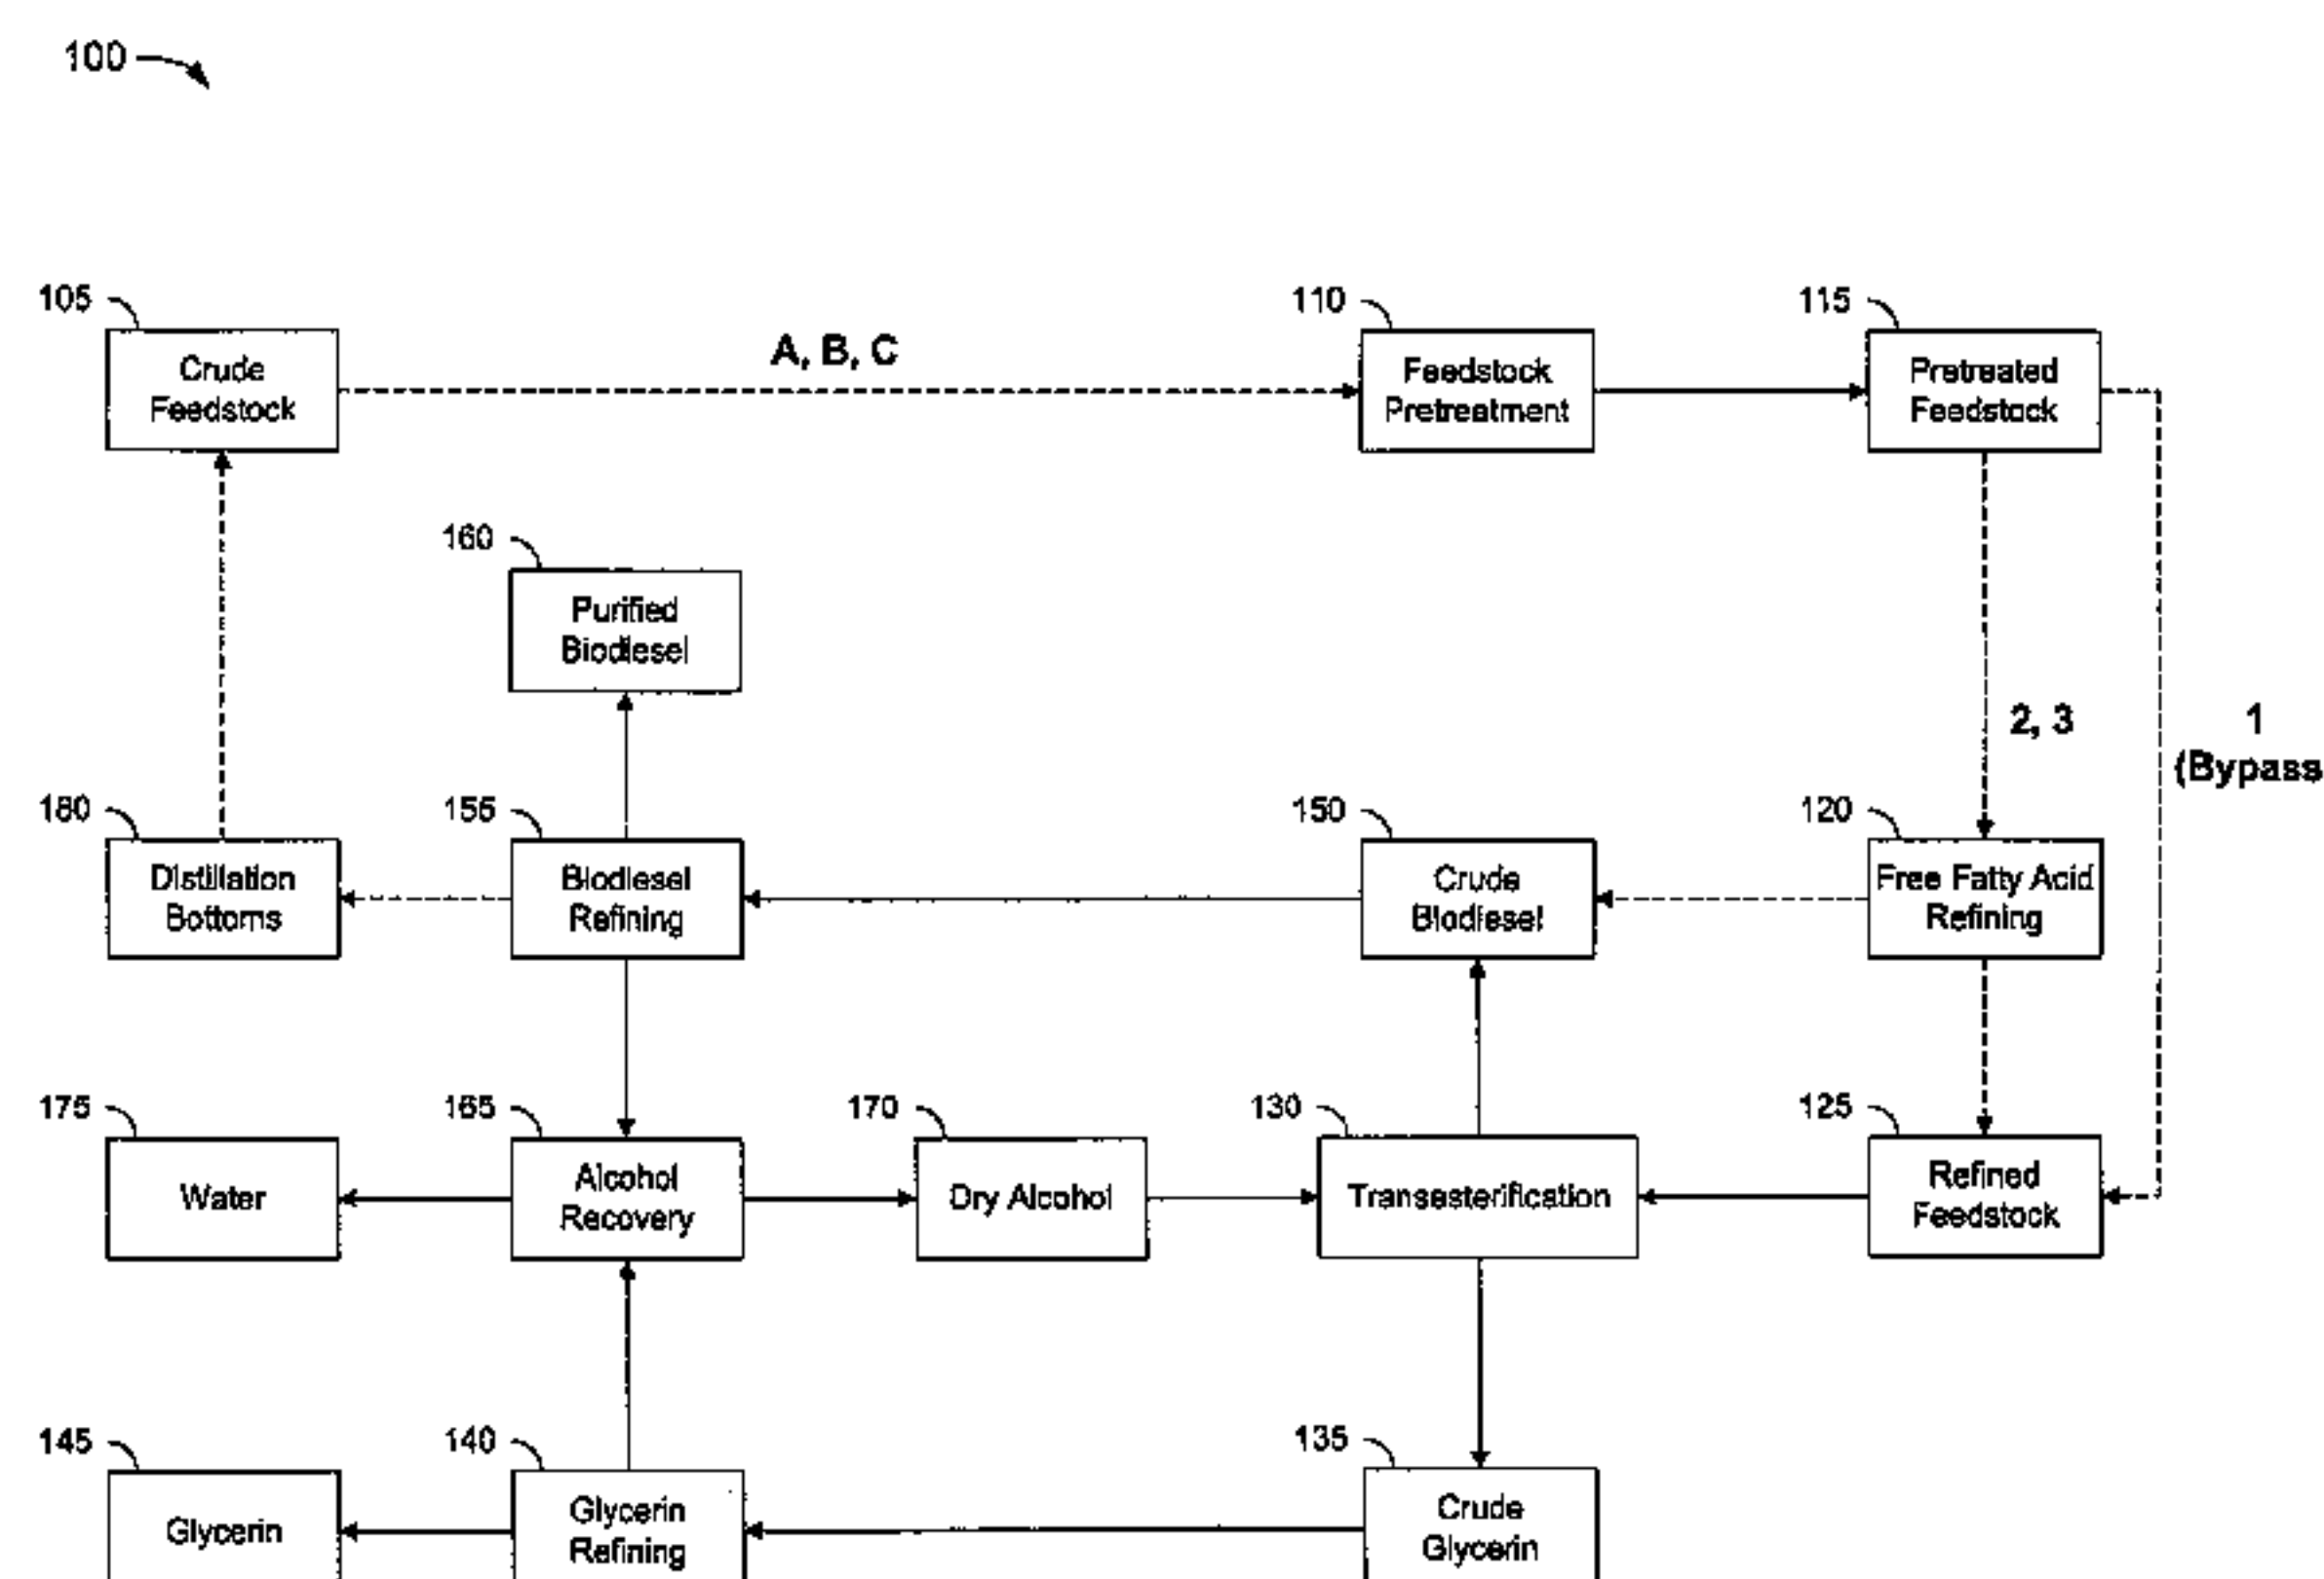 100
105
Crude
Feedstock
A, B, C
110
Feedstock
Pretreatment
115
Pretreated
Feedstock
160
Purified
Biodiesel
2, 3
1
(Bypass
180
Distillation
Bottoms
155
Biodiesel
Refining
150
Crude
Biodiesel
120
Free Fatty Acid
Refining
175
Water
165
Alcohol
Recovery
170
Dry Alcohol
130
Transesterification
125
Refined
Feedstock
145
Glycerin
140
Glycerin
Refining
135
Crude
Glycerin